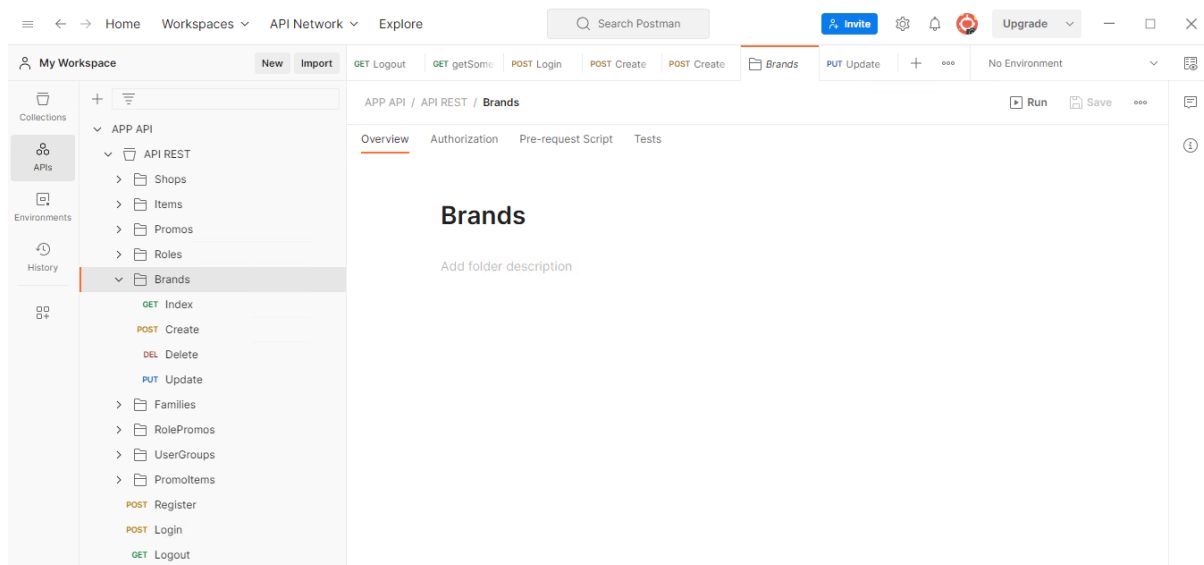 Home Workspaces API Network Explore Search Postman Invite Upgrade
My Workspace New Import GET Logout GET getSome POST Login POST Create POST Create Brands PUT Update No Environment
Collections
APIs
Environments
History
APP API
API REST
Shops
Items
Promos
Roles
Brands
GET Index
POST Create
DEL Delete
PUT Update
Families
RolePromos
UserGroups
PromoItems
POST Register
POST Login
GET Logout
APP API / API REST / Brands Run Save
Overview Authorization Pre-request Script Tests
Brands
Add folder description